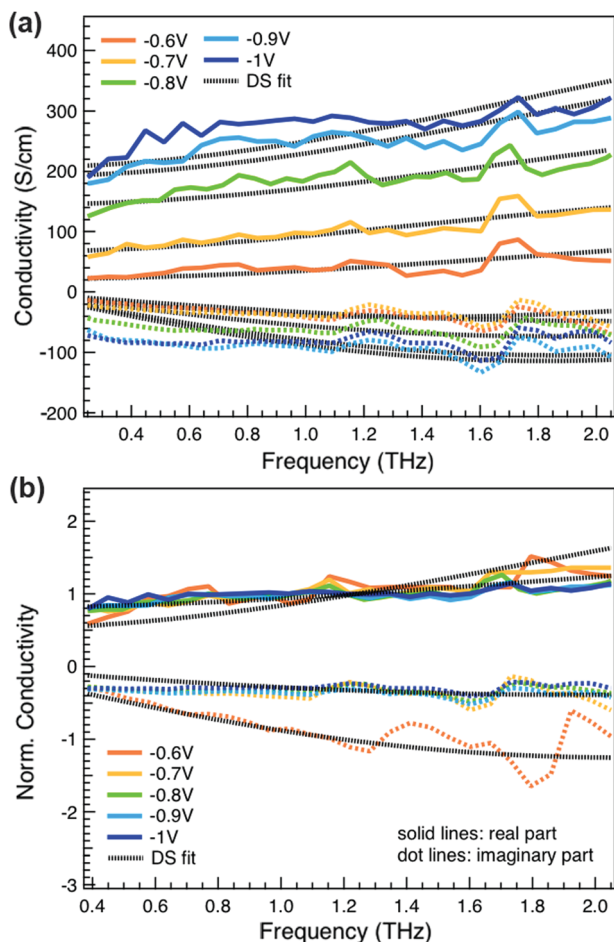 (a)
-0.6V
-0.7V
-0.8V
-0.9V
-1V
DS fit
400
300
200
100
0
-100
-200
Conductivity (S/cm)
0.4
0.6
0.8
1.0
1.2
1.4
1.6
1.8
2.0
Frequency (THz)
(b)
2
1
0
-1
-2
-3
Norm. Conductivity
-0.6V
-0.7V
-0.8V
-0.9V
-1V
DS fit
solid lines: real part
dot lines: imaginary part
0.4
0.6
0.8
1.0
1.2
1.4
1.6
1.8
2.0
Frequency (THz)